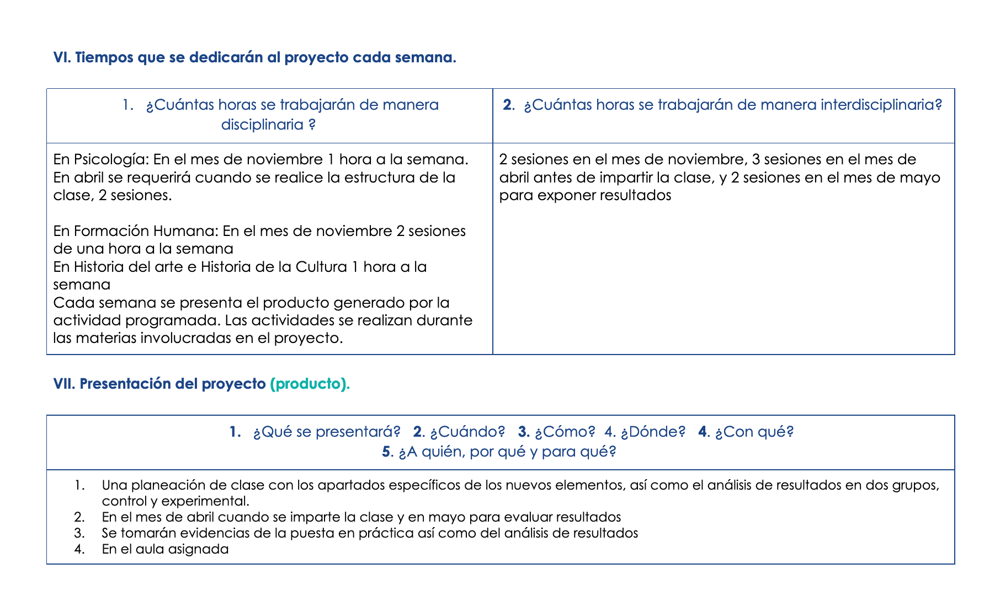 VI. Tiempos que se dedicarán al proyecto cada semana.
1. ¿Cuántas horas se trabajarán de manera
disciplinaria ?
2. ¿Cuántas horas se trabajarán de manera interdisciplinaria?
En Psicología: En el mes de noviembre 1 hora a la semana.
En abril se requerirá cuando se realice la estructura de la
clase, 2 sesiones.
En Formación Humana: En el mes de noviembre 2 sesiones
de una hora a la semana
En Historia del arte e Historia de la Cultura 1 hora a la
semana
Cada semana se presenta el producto generado por la
actividad programada. Las actividades se realizan durante
las materias involucradas en el proyecto.
2 sesiones en el mes de noviembre, 3 sesiones en el mes de
abril antes de impartir la clase, y 2 sesiones en el mes de mayo
para exponer resultados
VII. Presentación del proyecto (producto).
1. ¿Qué se presentará? 2. ¿Cuándo? 3. ¿Cómo? 4. ¿Dónde? 4. ¿Con qué?
5. ¿A quién, por qué y para qué?
1. Una planeación de clase con los apartados específicos de los nuevos elementos, así como el análisis de resultados en dos grupos,
control y experimental.
2. En el mes de abril cuando se imparte la clase y en mayo para evaluar resultados
3. Se tomarán evidencias de la puesta en práctica así como del análisis de resultados
4. En el aula asignada